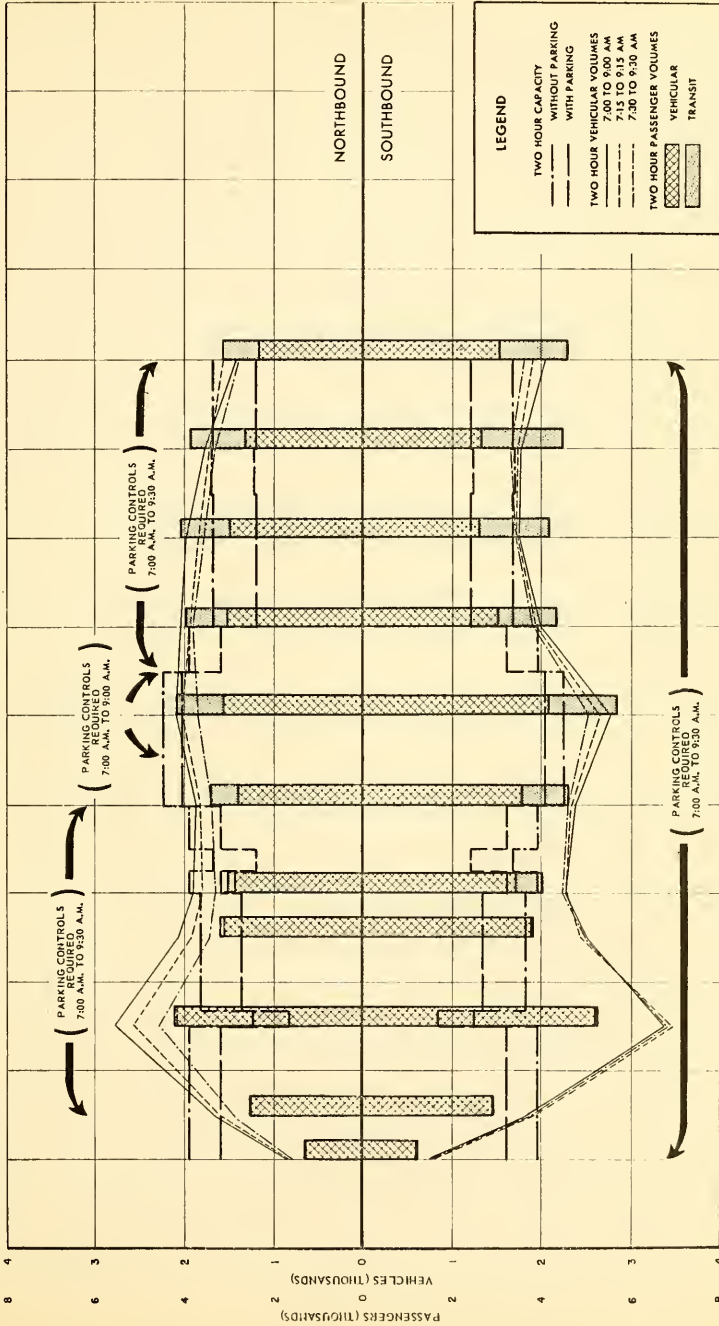 NORTHBOUND
SOUTHBOUND
( PARKING CONTROLS
REQUIRED
7:00 A.M. TO 9:30 A.M. )
( PARKING CONTROLS
REQUIRED
7:00 A.M. TO 9:00 A.M. )
( PARKING CONTROLS
REQUIRED
7:00 A.M. TO 9:30 A.M. )
( PARKING CONTROLS
REQUIRED
7:00 A.M. TO 9:30 A.M. )
LEGEND
TWO HOUR CAPACITY
WITHOUT PARKING
WITH PARKING
TWO HOUR VEHICULAR VOLUMES
7:00 TO 9:00 AM
7:15 TO 9:15 AM
7:30 TO 9:30 AM
TWO HOUR PASSENGER VOLUMES
VEHICULAR
TRANSIT
8 4
6 3
4 2
2 1
0 0
2 1
4 2
6 3
8 4
VEHICLES (THOUSANDS)
PASSENGERS (THOUSANDS)